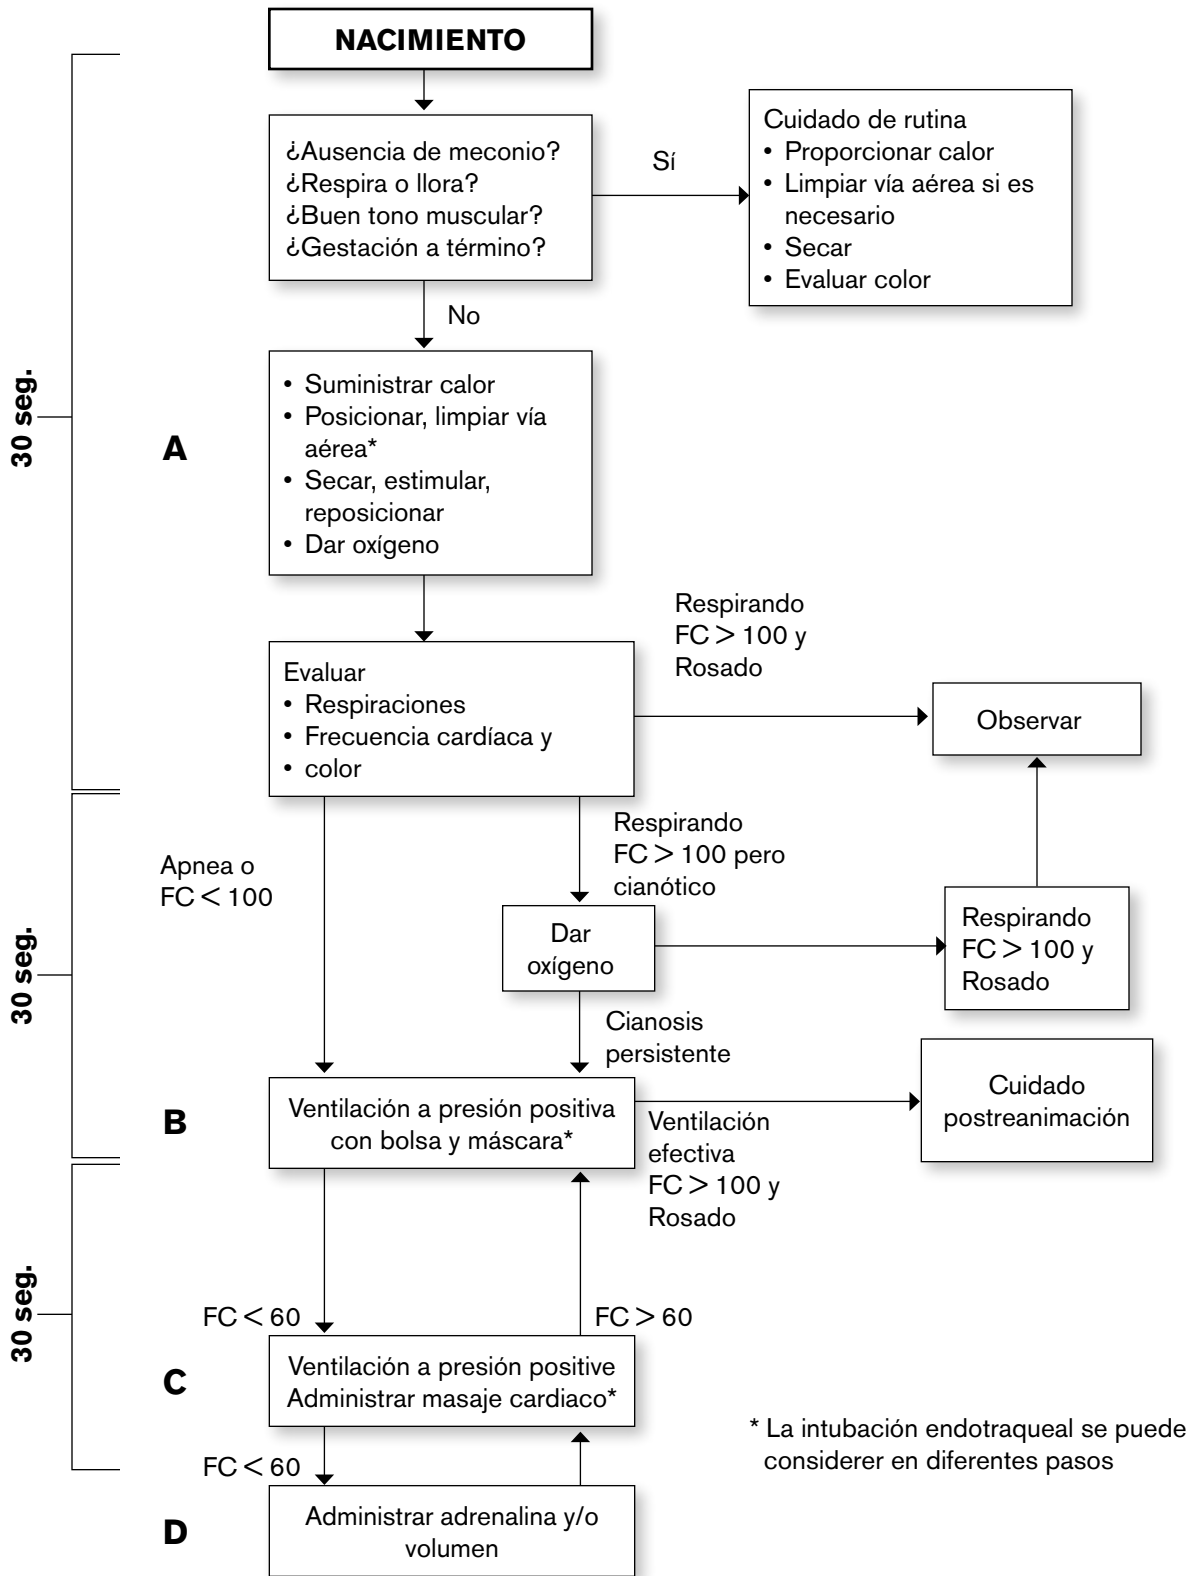 NACIMIENTO
¿Ausencia de meconio?
¿Respira o llora?
¿Buen tono muscular?
¿Gestación a término?
Sí
Cuidado de rutina
• Proporcionar calor
• Limpiar vía aérea si es
necesario
• Secar
• Evaluar color
No
30 seg.
A
• Suministrar calor
• Posicionar, limpiar vía
aérea*
• Secar, estimular,
reposicionar
• Dar oxígeno
Respirando
FC > 100 y
Rosado
Evaluar
• Respiraciones
• Frecuencia cardíaca y
• color
Observar
Apnea o
FC < 100
Respirando
FC > 100 pero
cianótico
30 seg.
Dar
oxígeno
Respirando
FC > 100 y
Rosado
Cianosis
persistente
B
Ventilación a presión positiva
con bolsa y máscara*
Ventilación
efectiva
FC > 100 y
Rosado
Cuidado
postreanimación
30 seg.
FC < 60
FC > 60
C
Ventilación a presión positive
Administrar masaje cardiaco*
FC < 60
* La intubación endotraqueal se puede
considerer en diferentes pasos
D
Administrar adrenalina y/o
volumen